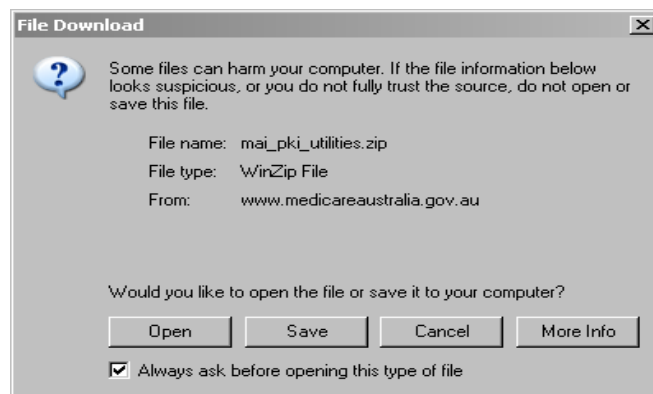 File Download
Some files can harm your computer. If the file information below
looks suspicious, or you do not fully trust the source, do not open or
save this file.
File name: mai_pki_utilities.zip
File type: WinZip File
From: www.medicareaustralia.gov.au
Would you like to open the file or save it to your computer?
Open Save Cancel More Info
Always ask before opening this type of file